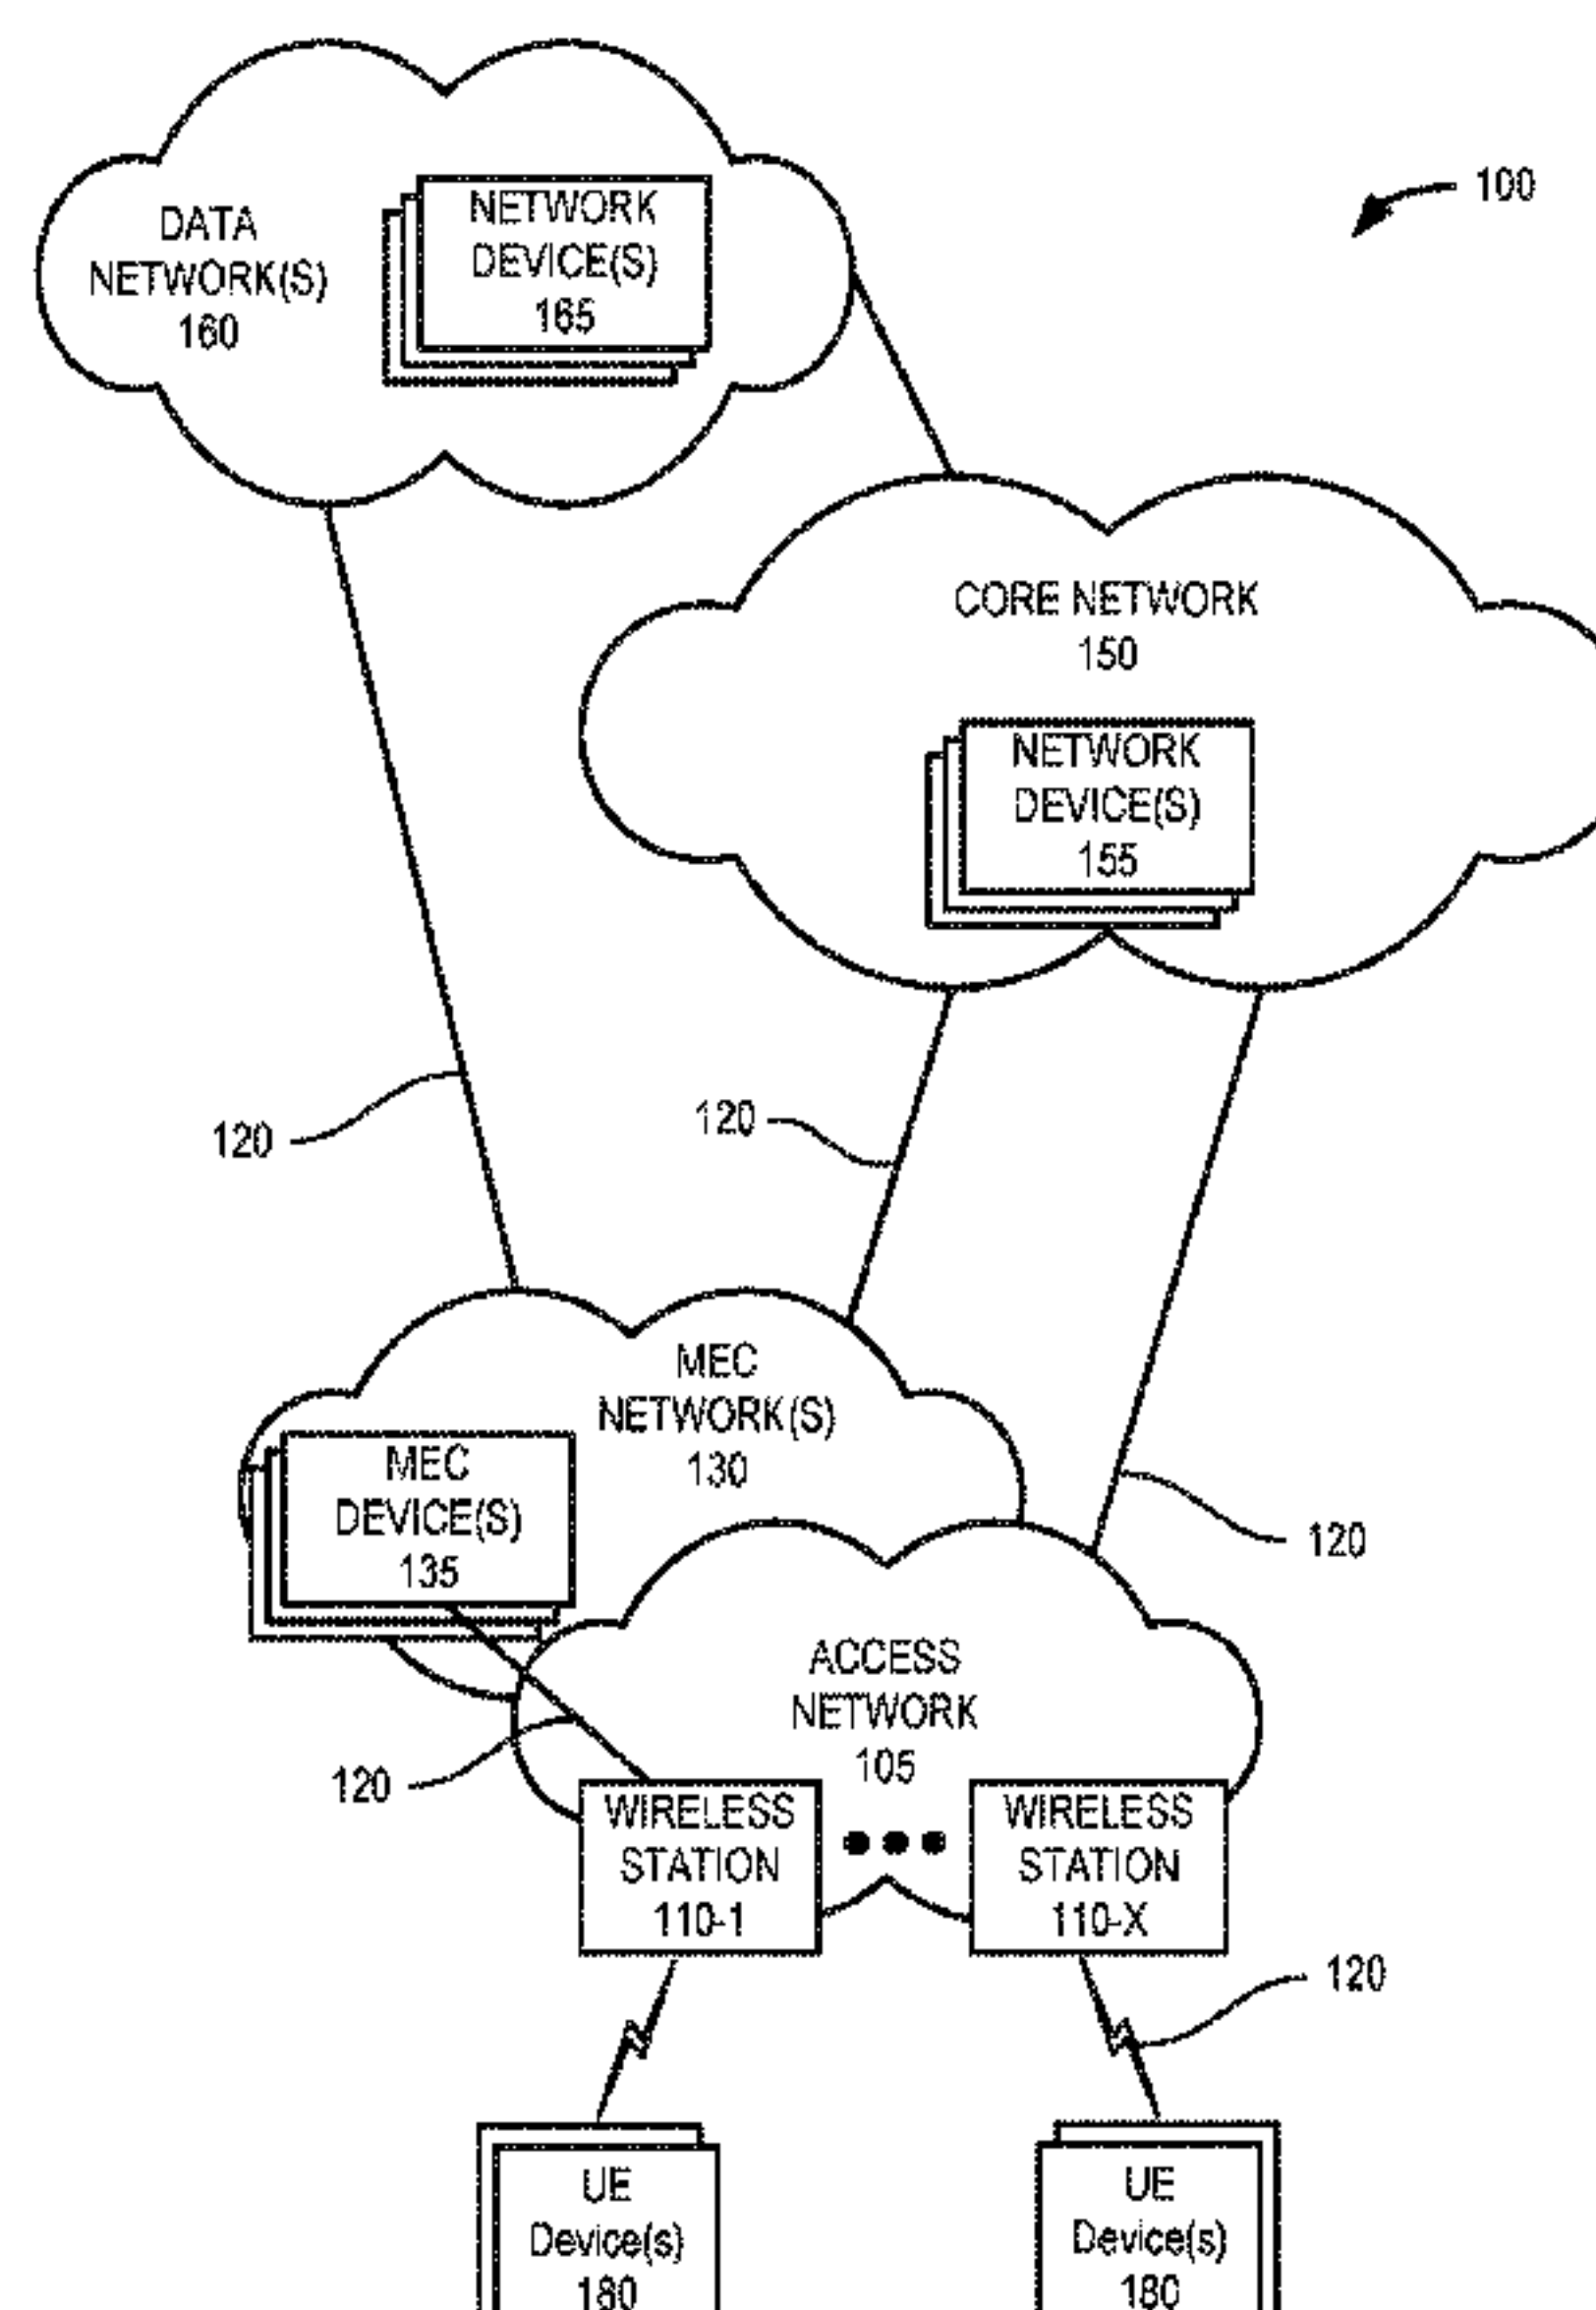 100
DATA
NETWORK(S)
160
NETWORK
DEVICE(S)
165
CORE NETWORK
150
NETWORK
DEVICE(S)
155
120
120
MEC
NETWORK(S)
130
MEC
DEVICE(S)
135
120
ACCESS
NETWORK
105
120
WIRELESS
STATION
110-1
WIRELESS
STATION
110-X
120
UE
Device(s)
180
UE
Device(s)
180